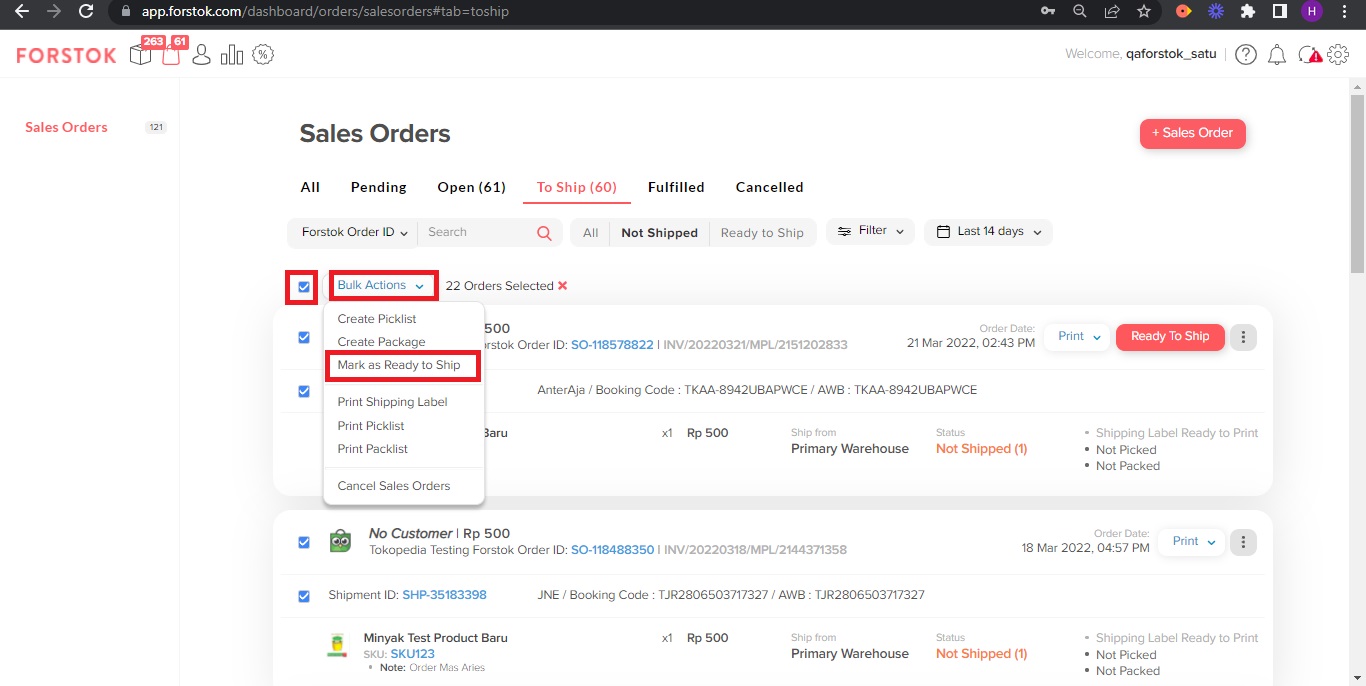 app.forstok.com/dashboard/orders/salesorders#tab=toship
H
FORSTOK
263
61
Welcome, qaforstok_satu
Sales Orders
121
Sales Orders
+ Sales Order
All Pending Open (61) To Ship (60) Fulfilled Cancelled
Forstok Order ID Search All Not Shipped Ready to Ship Filter Last 14 days
Bulk Actions 22 Orders Selected
Create Picklist
Create Package
Mark as Ready to Ship
Print Shipping Label
Print Picklist
Print Packlist
Cancel Sales Orders
500
orstok Order ID: SO-118578822 | INV/20220321/MPL/2151202833
Order Date:
21 Mar 2022, 02:43 PM
Print
Ready To Ship
AnterAja / Booking Code : TKAA-8942UBAPWCE / AWB : TKAA-8942UBAPWCE
Baru x1 Rp 500
Ship from
Primary Warehouse
Status
Not Shipped (1)
Shipping Label Ready to Print
Not Picked
Not Packed
No Customer | Rp 500
Tokopedia Testing Forstok Order ID: SO-118488350 | INV/20220318/MPL/2144371358
Order Date:
18 Mar 2022, 04:57 PM
Print
Shipment ID: SHP-35183398 JNE / Booking Code : TJR2806503717327 / AWB : TJR2806503717327
Minyak Test Product Baru x1 Rp 500
SKU: SKU123
Note: Order Mas Aries
Ship from
Primary Warehouse
Status
Not Shipped (1)
Shipping Label Ready to Print
Not Picked
Not Packed